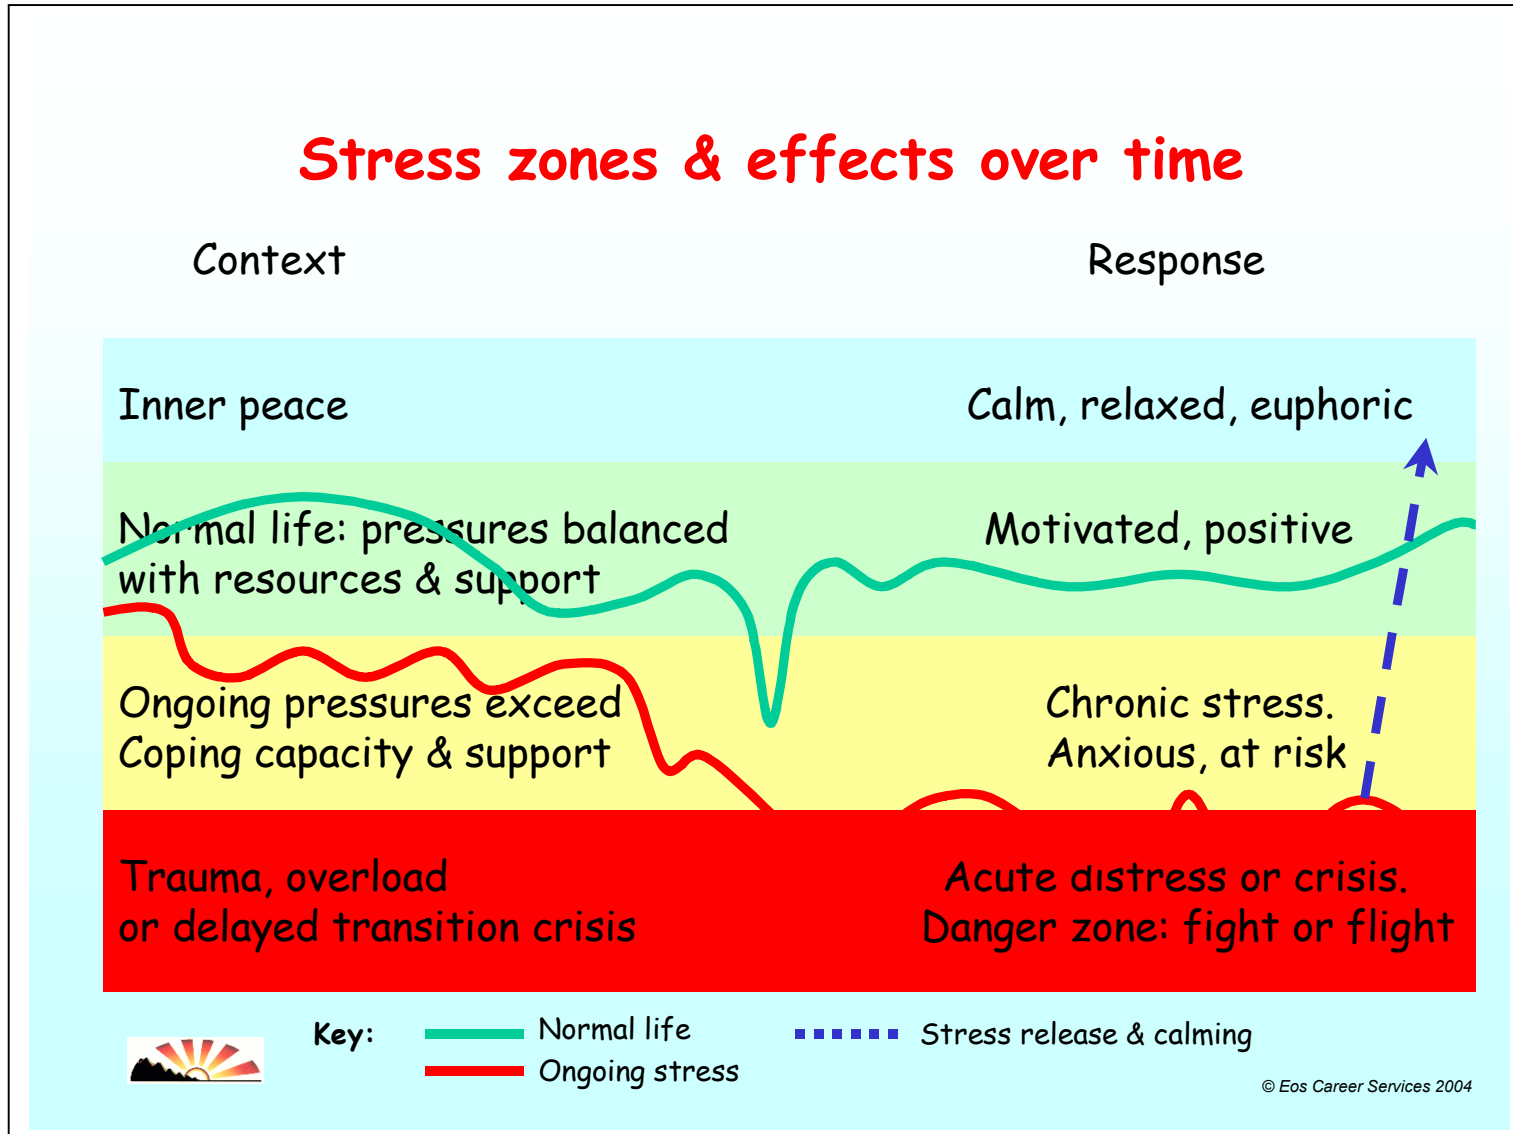 Stress zones & effects over time
Context
Response
Inner peace
Calm, relaxed, euphoric
Normal life: pressures balanced
with resources & support
Motivated, positive
Ongoing pressures exceed
Coping capacity & support
Chronic stress.
Anxious, at risk
Trauma, overload
or delayed transition crisis
Acute distress or crisis.
Danger zone: fight or flight
Key:
Normal life
Ongoing stress
Stress release & calming
© Eos Career Services 2004